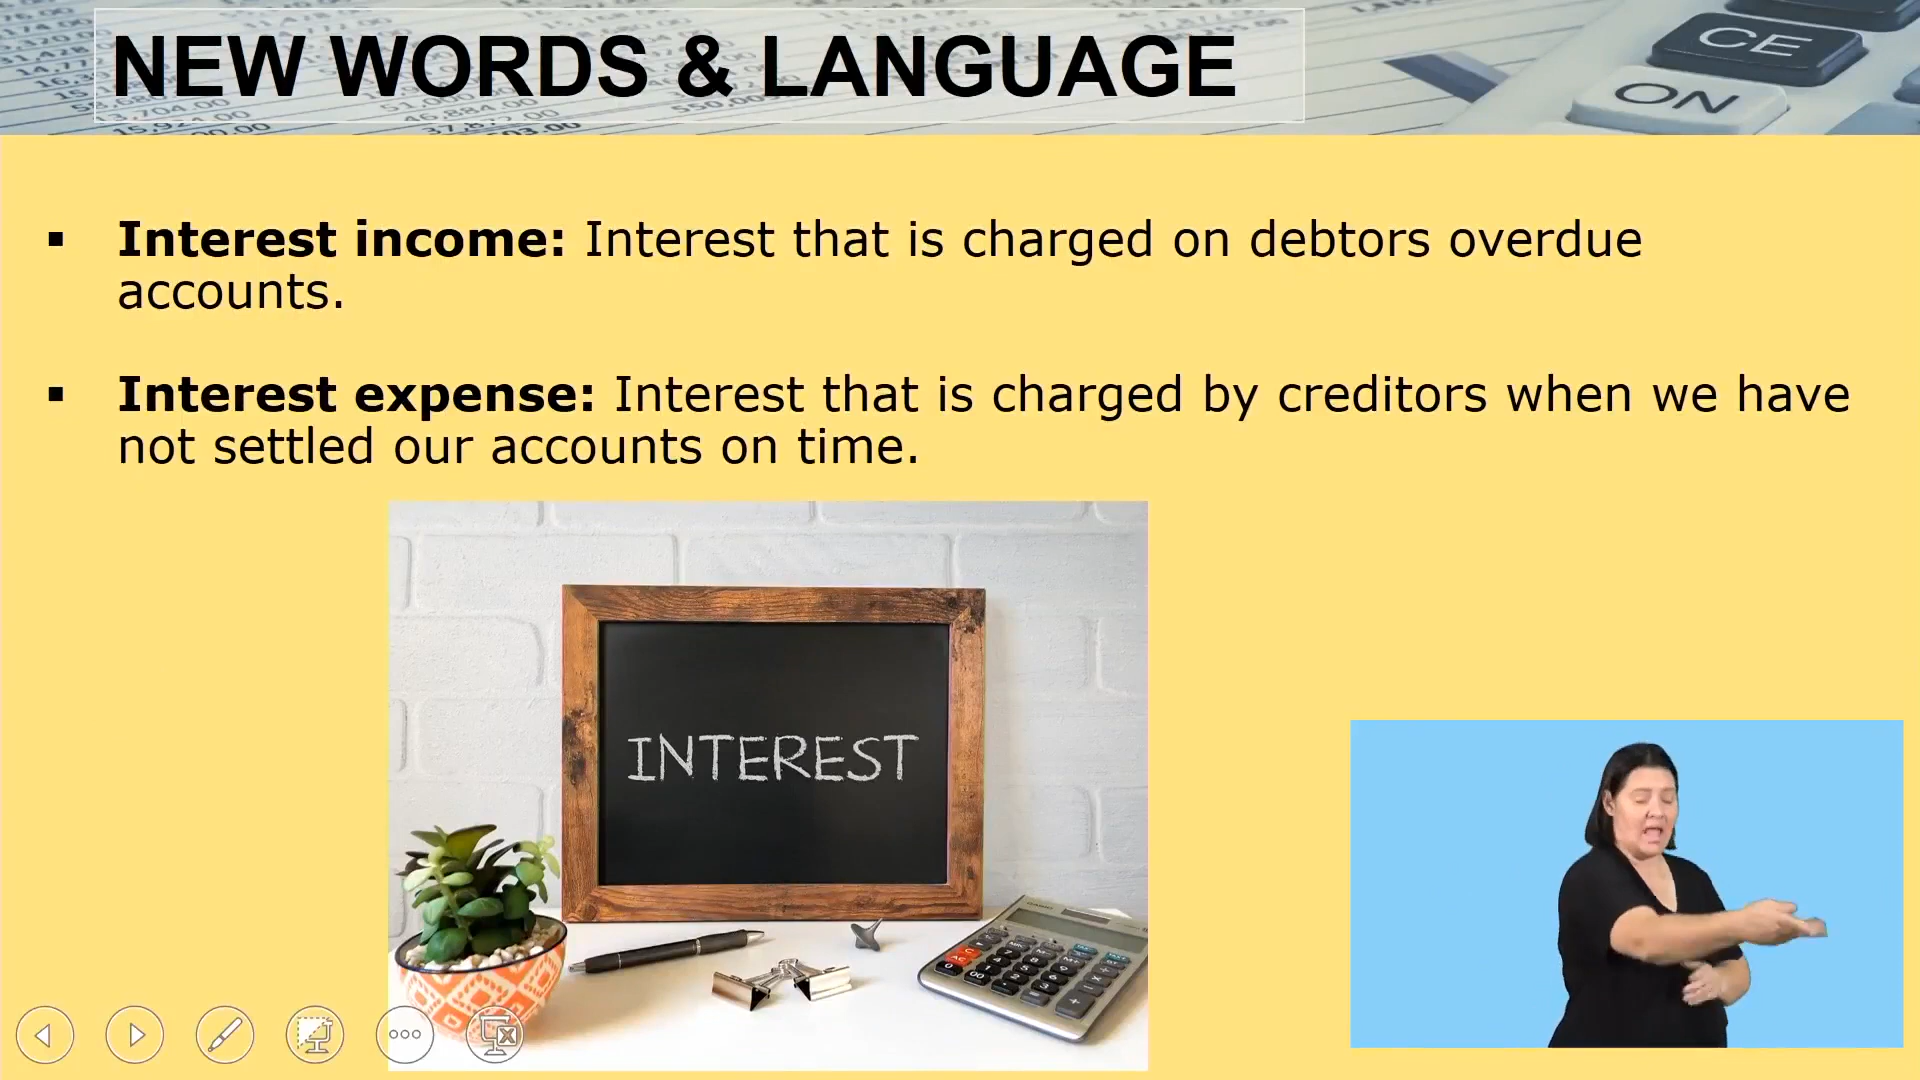 NEW WORDS & LANGUAGE
CE
ON
▪ Interest income: Interest that is charged on debtors overdue
accounts.
▪ Interest expense: Interest that is charged by creditors when we have
not settled our accounts on time.
INTEREST